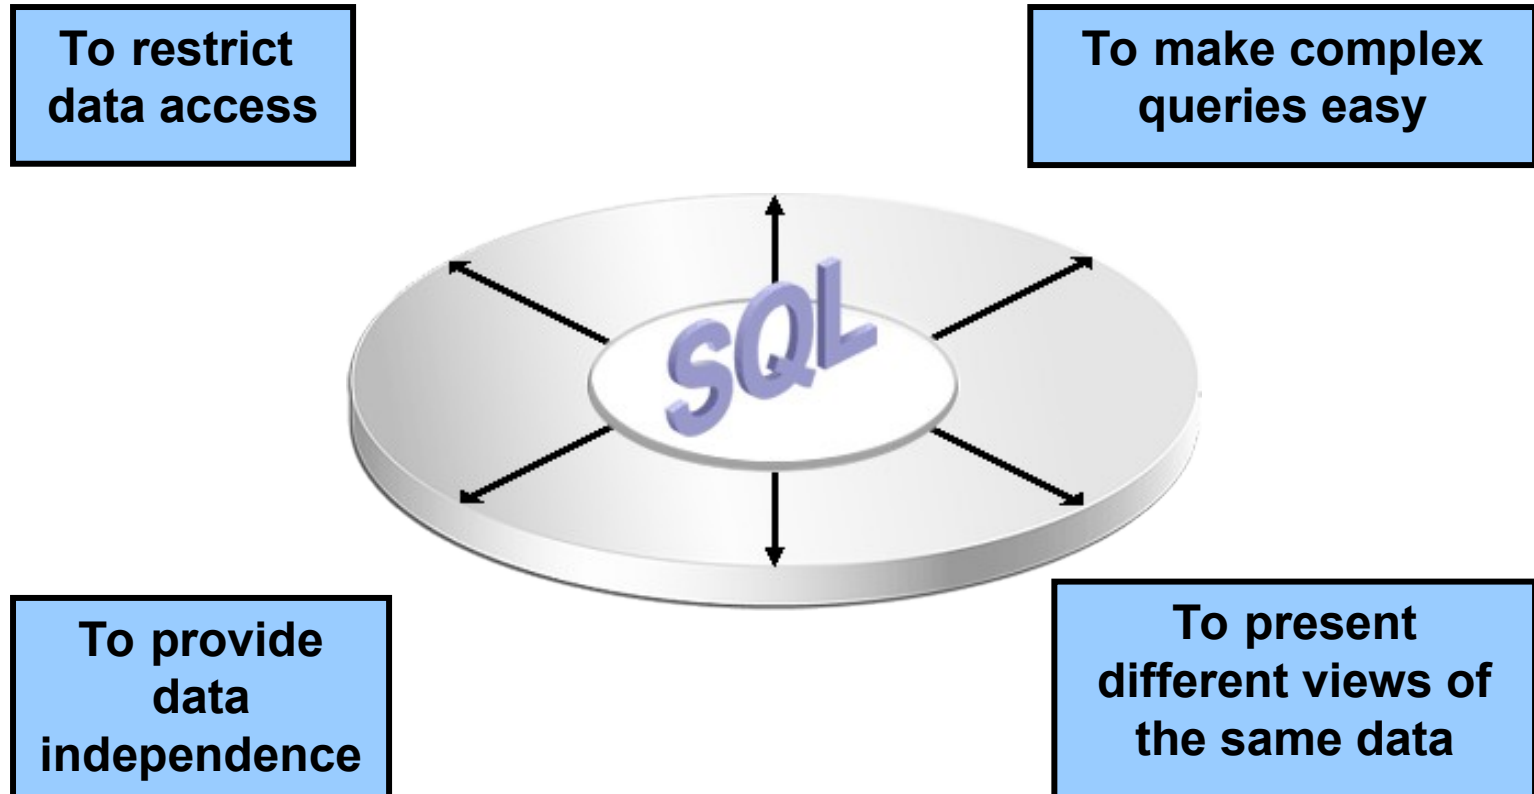 To restrict
data access
To make complex
queries easy
SQL
To provide
data
independence
To present
different views of
the same data